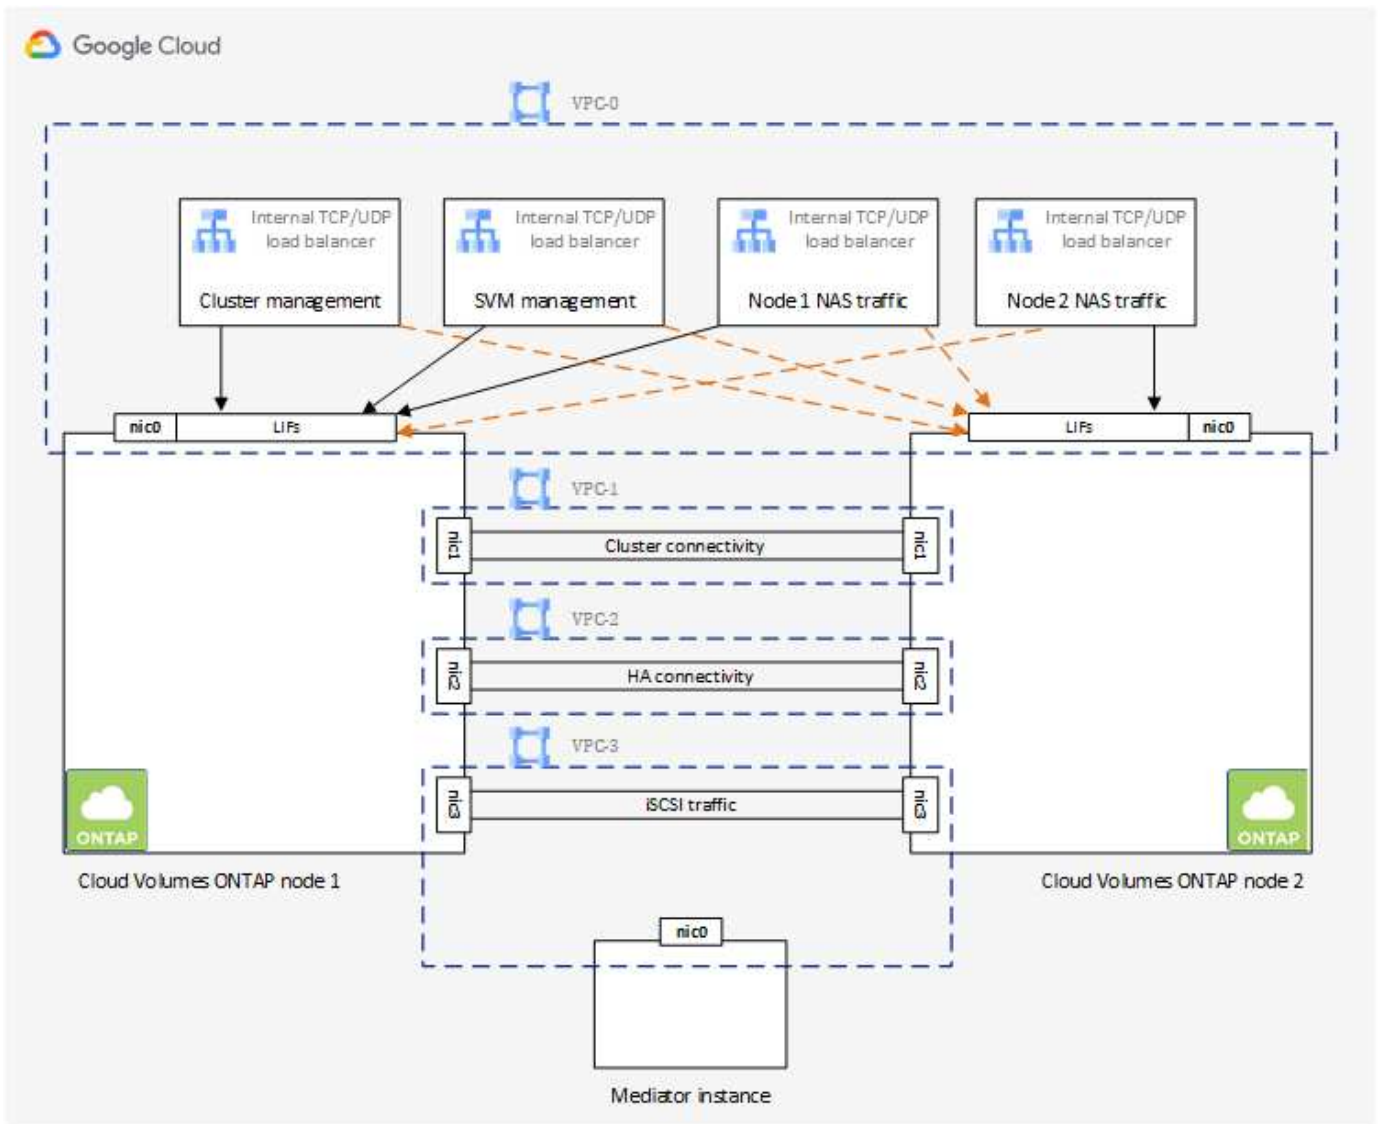 Google Cloud
VPC-0
Internal TCP/UDP
load balancer
Cluster management
Internal TCP/UDP
load balancer
SVM management
Internal TCP/UDP
load balancer
Node 1 NAS traffic
Internal TCP/UDP
load balancer
Node 2 NAS traffic
nic0
LIFs
LIFs
nic0
VPC-1
nic1
Cluster connectivity
nic1
VPC-2
nic2
HA connectivity
nic2
VPC-3
nic3
iSCSI traffic
nic3
ONTAP
ONTAP
Cloud Volumes ONTAP node 1
Cloud Volumes ONTAP node 2
nic0
Mediator instance